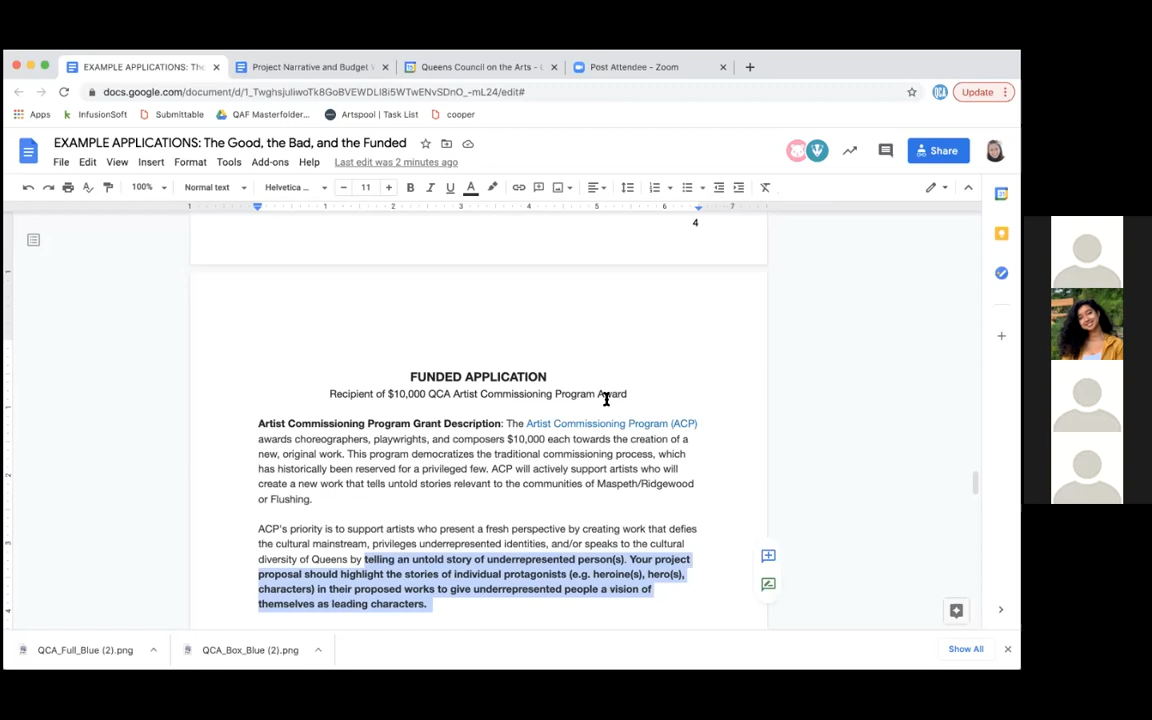 EXAMPLE APPLICATIONS: The
Project Narrative and Budget
Queens Council on the Arts -
Post Attendee - Zoom
Update
Apps
InfusionSoft
Submittable
QAF Masterfolder...
Artspool | Task List
cooper
EXAMPLE APPLICATIONS: The Good, the Bad, and the Funded
File Edit View Insert Format Tools Add-ons Help Last edit was 2 minutes ago
Share
100% Normal text Helvetica ... 11 B I U A
1 1 2 3 4 5 6 7
4
FUNDED APPLICATION
Recipient of $10,000 QCA Artist Commissioning Program Award
Artist Commissioning Program Grant Description: The Artist Commissioning Program (ACP)
awards choreographers, playwrights, and composers $10,000 each towards the creation of a
new, original work. This program democratizes the traditional commissioning process, which
has historically been reserved for a privileged few. ACP will actively support artists who will
create a new work that tells untold stories relevant to the communities of Maspeth/Ridgewood
or Flushing.
ACP's priority is to support artists who present a fresh perspective by creating work that defies
the cultural mainstream, privileges underrepresented identities, and/or speaks to the cultural
diversity of Queens by telling an untold story of underrepresented person(s). Your project
proposal should highlight the stories of individual protagonists (e.g. heroine(s), hero(s),
characters) in their proposed works to give underrepresented people a vision of
themselves as leading characters.
QCA_Full_Blue (2).png
QCA_Box_Blue (2).png
Show All